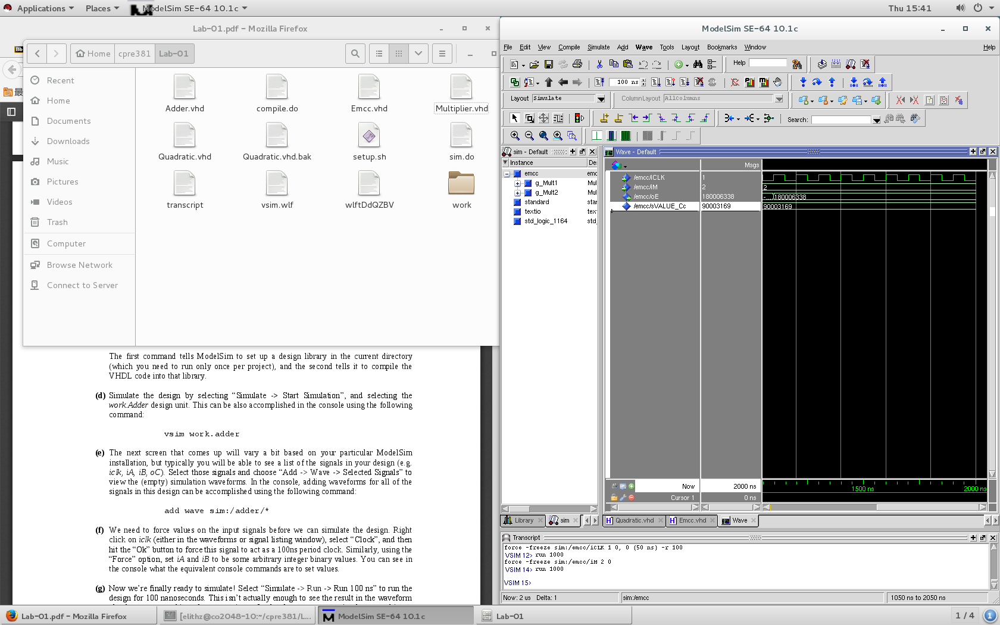 Applications
Places
ModelSim SE-64 10.1c
Thu 15:41
Lab-01.pdf - Mozilla Firefox
Home
cpre381
Lab-01
Recent
Home
Documents
Downloads
Music
Pictures
Videos
Trash
Computer
Browse Network
Connect to Server
Adder.vhd
compile.do
Emcc.vhd
Multiplier.vhd
Quadratic.vhd
Quadratic.vhd.bak
setup.sh
sim.do
transcript
vsim.wlf
wlftDdQZBV
work
The first command tells ModelSim to set up a design library in the current directory
(which you need to run only once per project), and the second tells it to compile the
VHDL code into that library.
(d) Simulate the design by selecting “Simulate -> Start Simulation”, and selecting the
work.Adder design unit. This can be also accomplished in the console using the following
command:
vsim work.adder
(e) The next screen that comes up will vary a bit based on your particular ModelSim
installation, but typically you will be able to see a list of the signals in your design (e.g.
iclk, iA, iB, oC). Select those signals and choose “Add -> Wave -> Selected Signals” to
view the (empty) simulation waveforms. In the console, adding waveforms for all of the
signals in this design can be accomplished using the following command:
add wave sim:/adder/*
(f) We need to force values on the input signals before we can simulate the design. Right
click on iclk (either in the waveforms or signal listing window), select “Clock”, and then
hit the “Ok” button to force this signal to act as a 100ns period clock. Similarly, using the
“Force” option, set iA and iB to be some arbitrary integer binary values. You can see in
the console what the equivalent console commands are to set values.
(g) Now we’re finally ready to simulate! Select “Simulate -> Run -> Run 100 ns” to run the
design for 100 nanoseconds. This isn’t actually enough to see the result in the waveform
ModelSim SE-64 10.1c
File Edit View Compile Simulate Add Wave Tools Layout Bookmarks Window Help
Help
100 ns
Layout Simulate
ColumnLayout AllColumns
Search:
sim - Default
Instance
De:
emcc emc
g_Mult1 Mul
g_Mult2 Mul
standard star
textio text
std_logic_1164 std_
Wave - Default
Msgs
/emcc/iCLK 1
/emcc/iM 2 2
/emcc/oE 180006338 -...180006338
/emcc/sVALUE_Cc 90003169 90003169
Now 2000 ns
Cursor 1 0 ns
1500 ns
2000 ns
Library
sim
Quadratic.vhd
Emcc.vhd
Wave
Transcript
force -freeze sim:/emcc/iCLK 1 0, 0 {50 ns} -r 100
VSIM 12> run 1000
force -freeze sim:/emcc/iM 2 0
VSIM 14> run 1000
VSIM 15>
Now: 2 us Delta: 1
sim:/emcc
1050 ns to 2050 ns
Lab-01.pdf - Mozilla Firefox
[elithz@co2048-10:~/cpre381/L...
ModelSim SE-64 10.1c
Lab-01
1 / 4
1